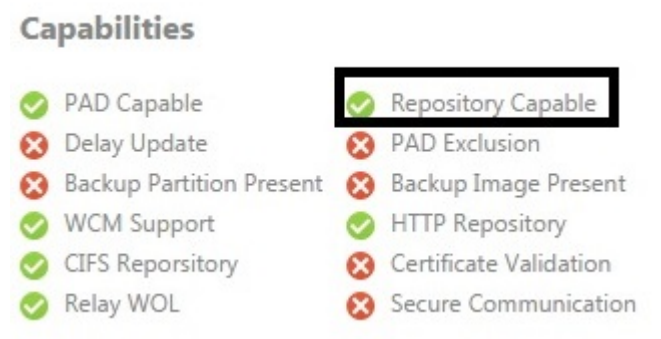 Capabilities
PAD Capable
Repository Capable
Delay Update
PAD Exclusion
Backup Partition Present
Backup Image Present
WCM Support
HTTP Repository
CIFS Reporsitory
Certificate Validation
Relay WOL
Secure Communication